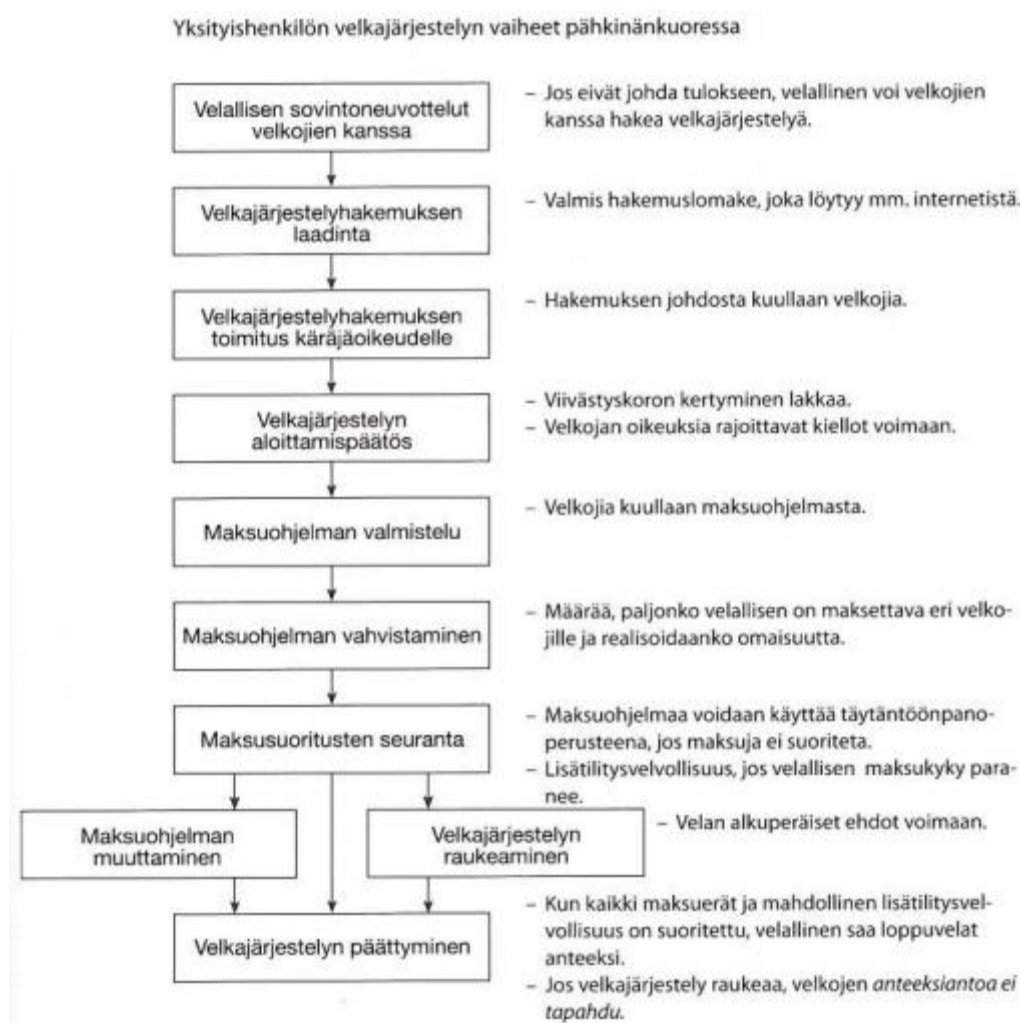 Yksityishenkilön velkajärjestelyn vaiheet pähkinänkuoressa
Velallisen sovintoneuvottelut
velkojien kanssa
– Jos eivät johda tulokseen, velallinen voi velkojien
kanssa hakea velkajärjestelyä.
Velkajärjestelyhakemuksen
laadinta
– Valmis hakemuslomake, joka löytyy mm. internetistä.
Velkajärjestelyhakemuksen
toimitus käräjäoikeudelle
– Hakemuksen johdosta kuullaan velkojia.
Velkajärjestelyn
aloittamispäätös
– Viivästyskoron kertyminen lakkaa.
– Velkojan oikeuksia rajoittavat kiellot voimaan.
Maksuohjelman valmistelu
– Velkojia kuullaan maksuohjelmasta.
Maksuohjelman vahvistaminen
– Määrää, paljonko velallisen on maksettava eri velko-
jille ja realisoidaanko omaisuutta.
Maksusuoritusten seuranta
– Maksuohjelmaa voidaan käyttää täytäntöönpano-
perusteena, jos maksuja ei suoriteta.
– Lisätilitysvelvollisuus, jos velallisen maksukyky para-
nee.
Maksuohjelman
muuttaminen
Velkajärjestelyn
raukeaminen
– Velan alkuperäiset ehdot voimaan.
Velkajärjestelyn päättyminen
– Kun kaikki maksuerät ja mahdollinen lisätilitysvel-
vollisuus on suoritettu, velallinen saa loppuvelat
anteeksi.
– Jos velkajärjestely raukeaa, velkojen anteeksiantoa ei
tapahdu.